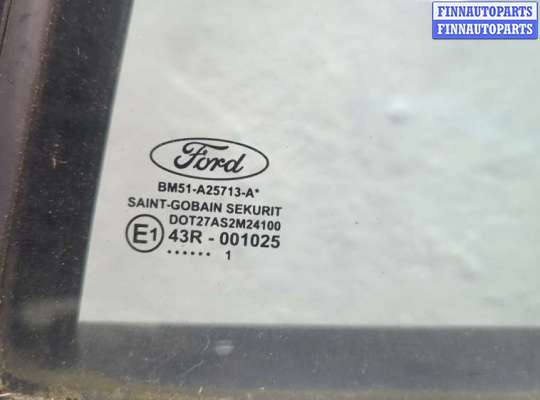 FINNAUTOPARTS
FINNAUTOPARTS
Ford
BM51-A25713-A*
SAINT-GOBAIN SEKURIT
DOT27AS2M24100
E1 43R - 001025
...... 1